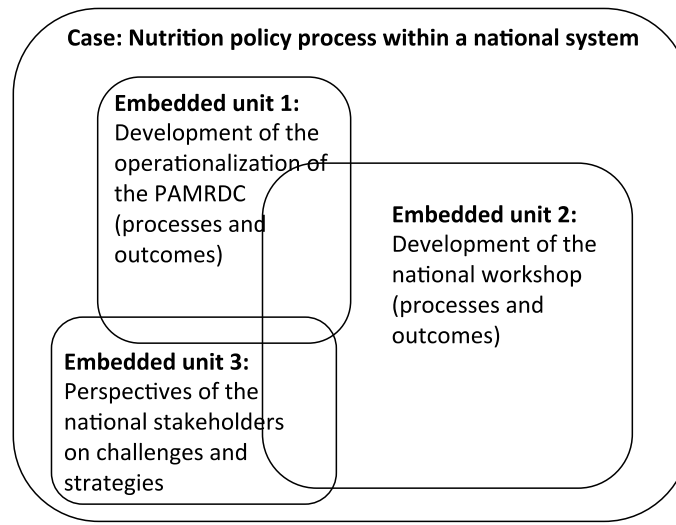 Case: Nutrition policy process within a national system
Embedded unit 1:
Development of the
operationalization of
the PAMRDC
(processes and
outcomes)
Embedded unit 2:
Development of the
national workshop
(processes and
outcomes)
Embedded unit 3:
Perspectives of the
national stakeholders
on challenges and
strategies